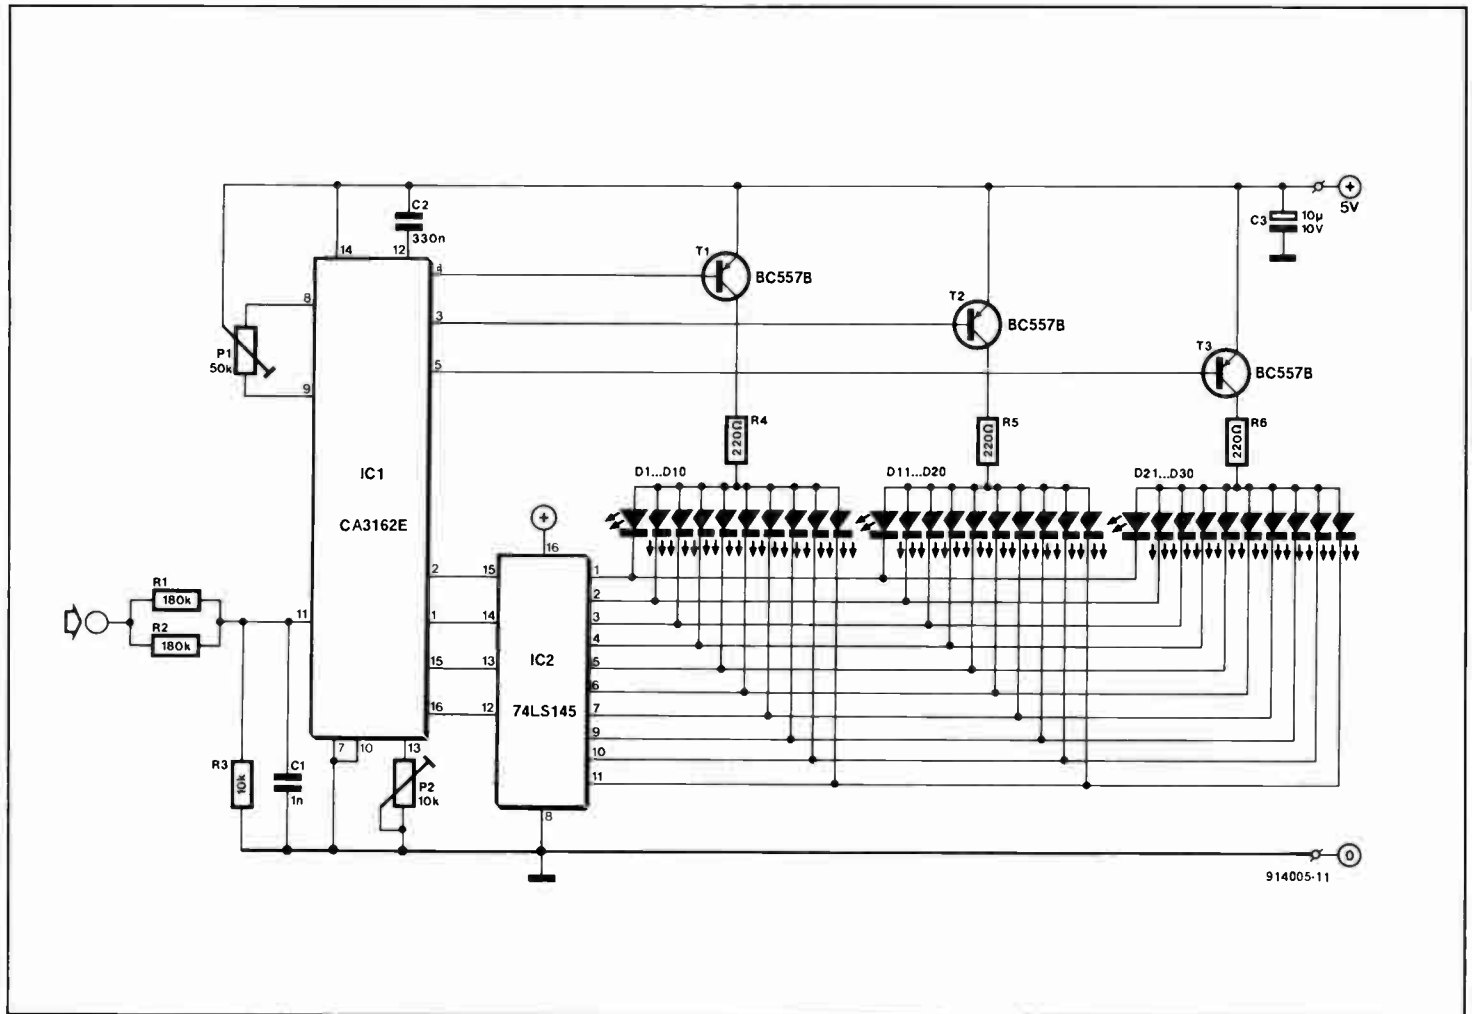 C2
330n
14
12
T1
BC557B
4
C3
10µ
10V
+
5V
T2
BC557B
8
3
P1
50k
T3
BC557B
5
9
R4
220Ω
R5
220Ω
R6
220Ω
IC1
CA3162E
D1...D10
D11...D20
D21...D30
+
16
R1
180k
R2
180k
11
2
15
1
1
14
15
13
16
12
IC2
74LS145
1
2
3
4
5
6
7
9
10
11
7
10
13
R3
10k
C1
1n
P2
10k
8
0
914005-11